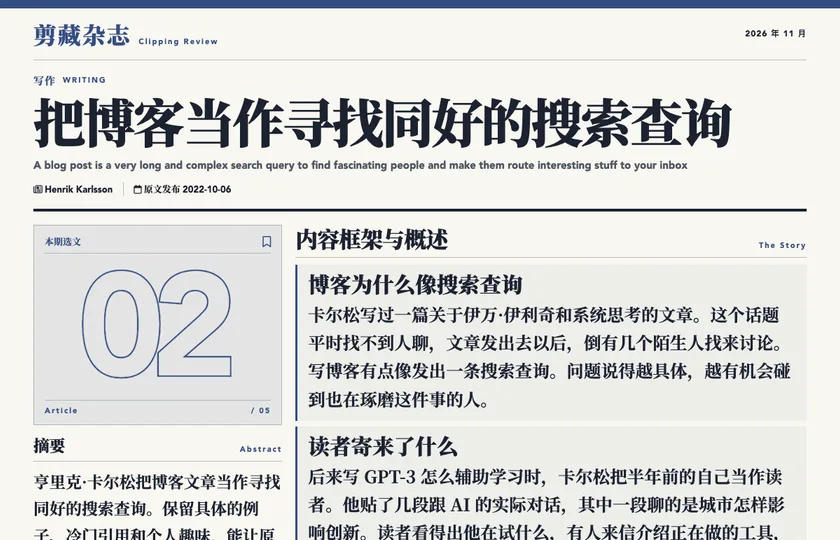 剪藏杂志 Clipping Review
2026 年 11 月
写作 WRITING
把博客当作寻找同好的搜索查询
A blog post is a very long and complex search query to find fascinating people and make them route interesting stuff to your inbox
Henrik Karlsson
原文发布 2022-10-06
本期选文
02
Article / 05
摘要 Abstract
亨里克·卡尔松把博客文章当作寻找
同好的搜索查询。保留具体的例
子、冷门引用和个人趣味，能让原
内容框架与概述 The Story
博客为什么像搜索查询
卡尔松写过一篇关于伊万·伊利奇和系统思考的文章。这个话题
平时找不到人聊，文章发出去以后，倒有几个陌生人找来讨论。
写博客有点像发出一条搜索查询。问题说得越具体，越有机会碰
到也在琢磨这件事的人。
读者寄来了什么
后来写 GPT-3 怎么辅助学习时，卡尔松把半年前的自己当作读
者。他贴了几段跟 AI 的实际对话，其中一段聊的是城市怎样影
响创新。读者看得出他在试什么，有人来信介绍正在做的工具，